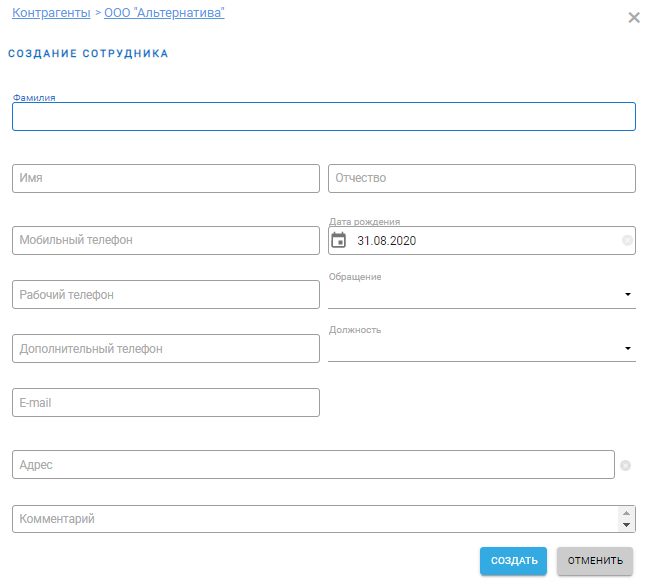 Контрагенты > ООО "Альтернатива"
СОЗДАНИЕ СОТРУДНИКА
Фамилия
Имя
Отчество
Мобильный телефон
Дата рождения
31.08.2020
Рабочий телефон
Обращение
Дополнительный телефон
Должность
E-mail
Адрес
Комментарий
СОЗДАТЬ
ОТМЕНИТЬ